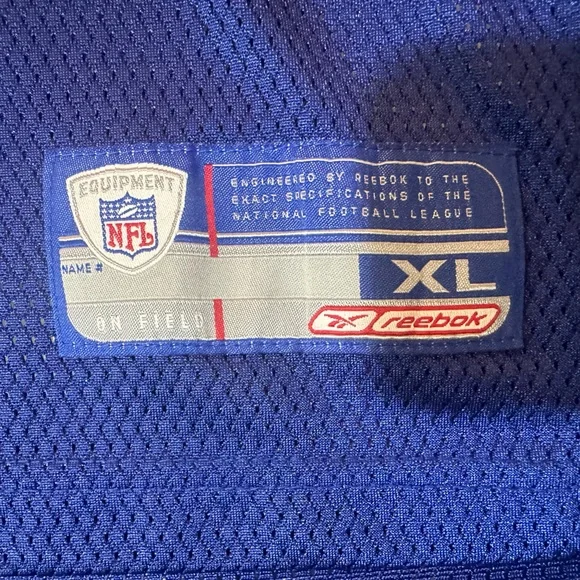 EQUIPMENT
NFL
ENGINEERED BY REEBOK TO THE
EXACT SPECIFICATIONS OF THE
NATIONAL FOOTBALL LEAGUE
NAME #
XL
ON FIELD
Reebok